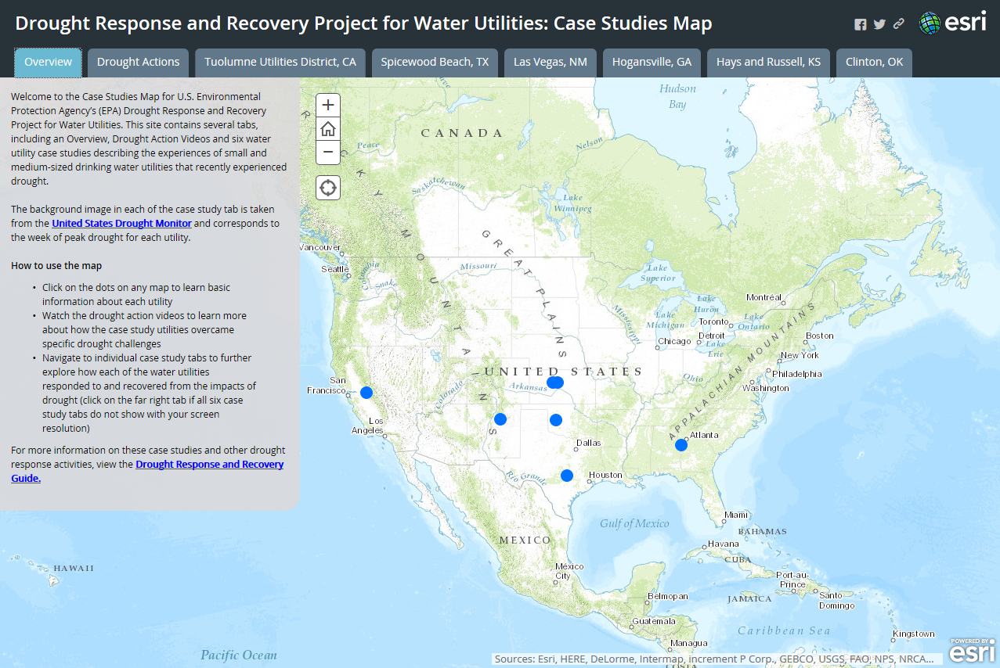 Drought Response and Recovery Project for Water Utilities: Case Studies Map
esri
Overview
Drought Actions
Tuolumne Utilities District, CA
Spicewood Beach, TX
Las Vegas, NM
Hogansville, GA
Hays and Russell, KS
Clinton, OK
Welcome to the Case Studies Map for U.S. Environmental
Protection Agency's (EPA) Drought Response and Recovery
Project for Water Utilities. This site contains several tabs,
including an Overview, Drought Action Videos and six water
utility case studies describing the experiences of small and
medium-sized drinking water utilities that recently experienced
drought.
The background image in each of the case study tab is taken
from the United States Drought Monitor and corresponds to
the week of peak drought for each utility.
How to use the map
• Click on the dots on any map to learn basic
information about each utility
• Watch the drought action videos to learn more
about how the case study utilities overcame
specific drought challenges
• Navigate to individual case study tabs to further
explore how each of the water utilities
responded to and recovered from the impacts of
drought (click on the far right tab if all six case
study tabs do not show with your screen
resolution)
For more information on these case studies and other drought
response activities, view the Drought Response and Recovery
Guide.
Hudson
Bay
CANADA
Peace
Nelson
Saskatchewan
Lake
Winnipeg
ROCKY MOUNTAINS
GREAT PLAINS
Vancouver
Seattle
Columbia
Snake
Missouri
Lake
Superior
Mississippi
Lake
Michigan
Lake
Huron
Montréal
Toronto
Lake
Ontario
Detroit
Lake
Erie
Chicago
Boston
New York
Philadelphia
Washington
APPALACHIAN MOUNTAINS
UNITED STATES
Ohio
Arkansas
Colorado
San
Francisco
Los
Angeles
Atlanta
Dallas
Houston
Rio Grande
Gulf of Mexico
Miami
BAHAMAS
Havana
CUBA
MEXICO
México
City
Port-au-
Prince
Santo
Domingo
JAMAICA
Belmopan
Guatemala
Caribbean Sea
Kingstown
Managua
COSTA
HAWAII
Pacific Ocean
Sources: Esri, HERE, DeLorme, Intermap, increment P Corp., GEBCO, USGS, FAO, NPS, NRCA...
POWERED BY
esri